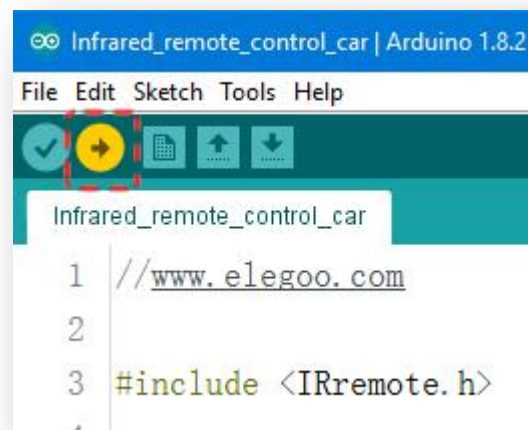 Infrared_remote_control_car | Arduino 1.8.2
File Edit Sketch Tools Help
Infrared_remote_control_car
1 //www.elegoo.com
2
3 #include <IRremote.h>